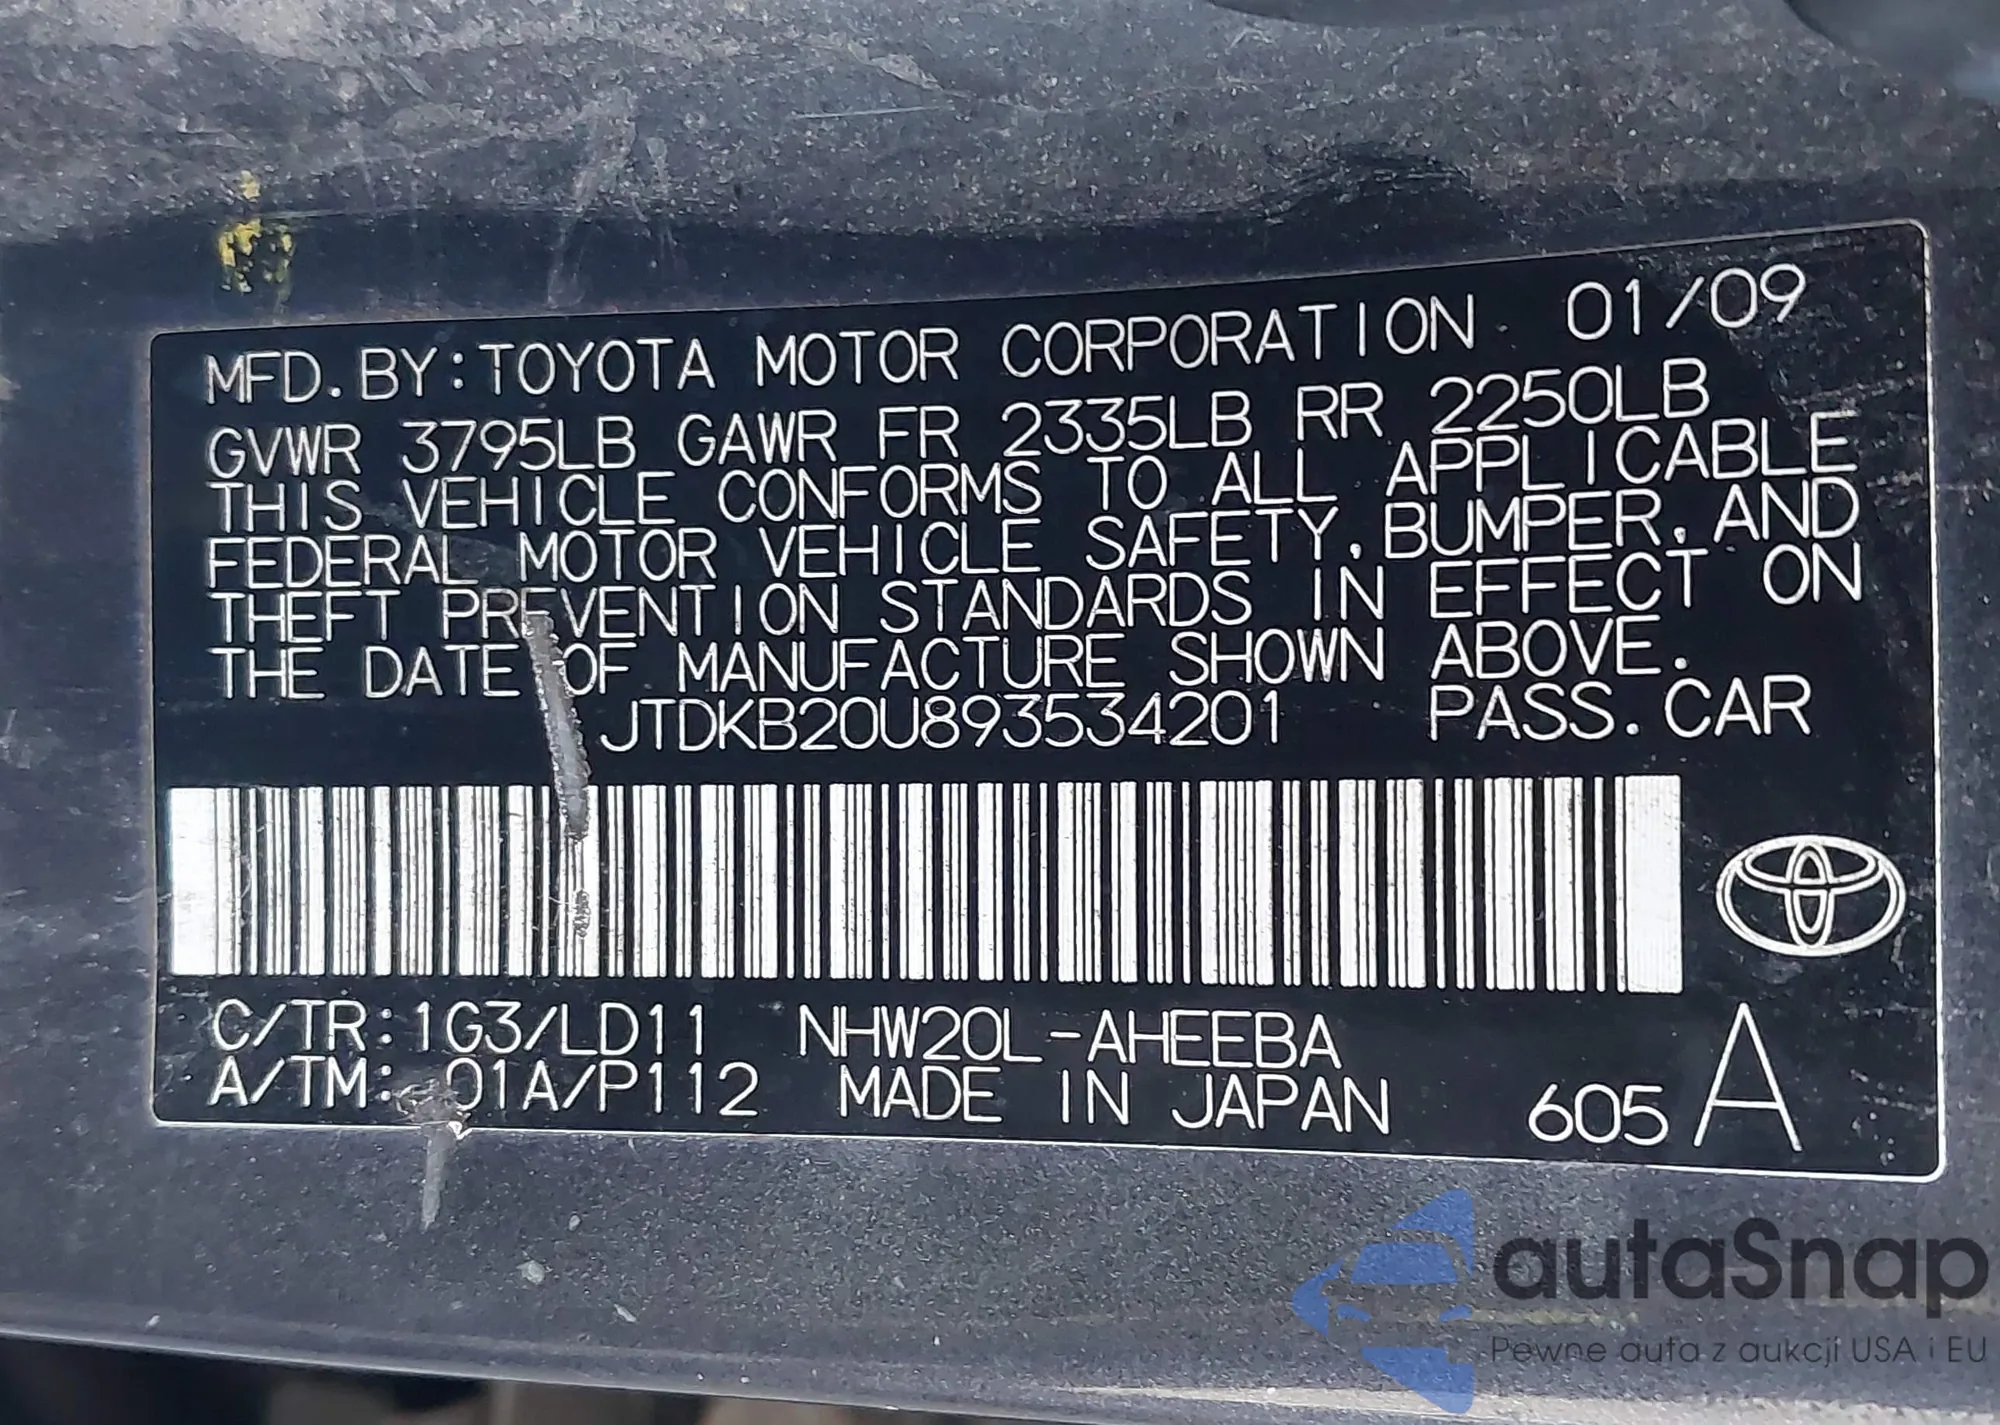 MFD. BY: TOYOTA MOTOR CORPORATION 01/09
GVWR 3795LB GAWR FR 2335LB RR 2250LB
THIS VEHICLE CONFORMS TO ALL APPLICABLE
FEDERAL MOTOR VEHICLE SAFETY, BUMPER, AND
THEFT PREVENTION STANDARDS IN EFFECT ON
THE DATE OF MANUFACTURE SHOWN ABOVE.
JTDKB20U893534201 PASS. CAR
C/TR: 1G3/LD11 NHW20L-AHEEBA
A/TM: 01A/P112 MADE IN JAPAN 605 A
autaSnap
Pewne auta z aukcji USA i EU